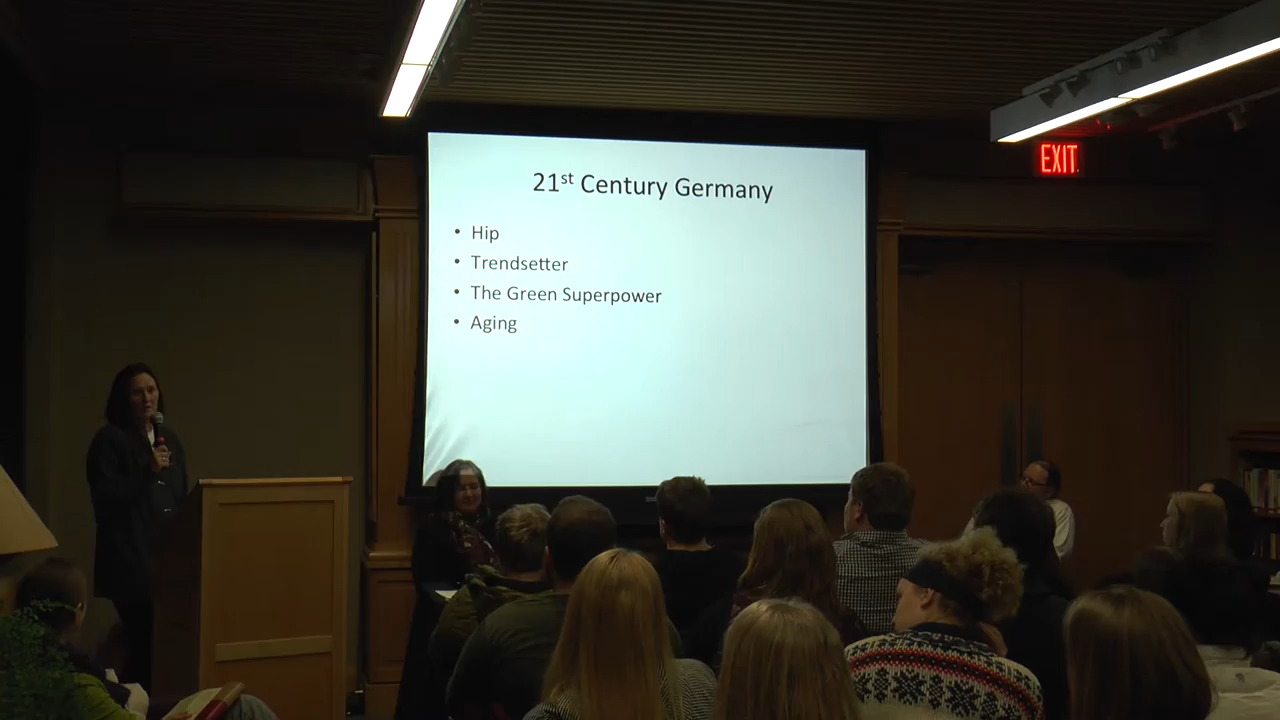 21st Century Germany
• Hip
• Trendsetter
• The Green Superpower
• Aging
EXIT